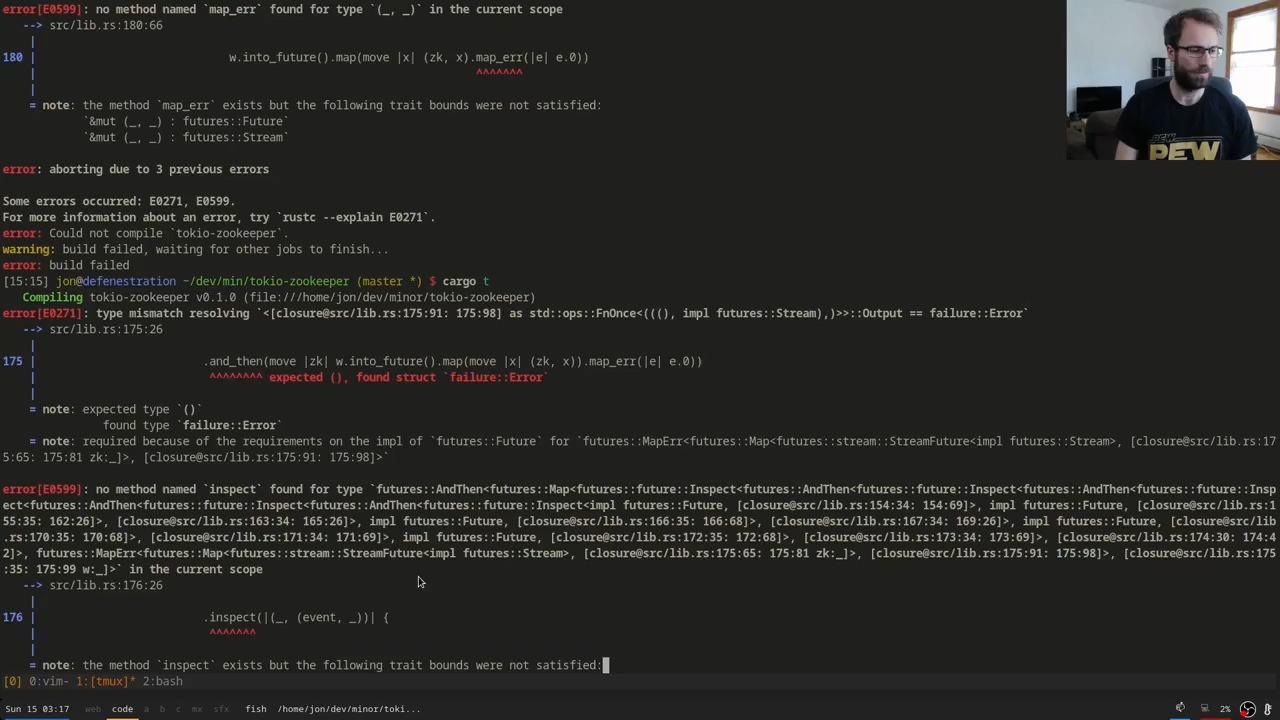 error[E0599]: no method named `map_err` found for type `(_, _)` in the current scope
--> src/lib.rs:180:66
|
180 | w.into_future().map(move |x| (zk, x).map_err(|e| e.0))
| ^^^^^^^
|
= note: the method `map_err` exists but the following trait bounds were not satisfied:
`&mut (_, _) : futures::Future`
`&mut (_, _) : futures::Stream`
error: aborting due to 3 previous errors
Some errors occurred: E0271, E0599.
For more information about an error, try `rustc --explain E0271`.
error: Could not compile `tokio-zookeeper`.
warning: build failed, waiting for other jobs to finish...
error: build failed
[15:15] jon@defenestration ~/dev/min/tokio-zookeeper (master *) $ cargo t
Compiling tokio-zookeeper v0.1.0 (file:///home/jon/dev/minor/tokio-zookeeper)
error[E0271]: type mismatch resolving `<[closure@src/lib.rs:175:91: 175:98] as std::ops::FnOnce<(((), impl futures::Stream),)>>::Output == failure::Error`
--> src/lib.rs:175:26
|
175 | .and_then(move |zk| w.into_future().map(move |x| (zk, x)).map_err(|e| e.0))
| ^^^^^^^^ expected (), found struct `failure::Error`
|
= note: expected type `()`
found type `failure::Error`
= note: required because of the requirements on the impl of `futures::Future` for `futures::MapErr<futures::Map<futures::stream::StreamFuture<impl futures::Stream>, [closure@src/lib.rs:17
5:65: 175:81 zk:_]>, [closure@src/lib.rs:175:91: 175:98]>`
error[E0599]: no method named `inspect` found for type `futures::AndThen<futures::Map<futures::future::Inspect<futures::AndThen<futures::future::Inspect<futures::AndThen<futures::future::Insp
ect<futures::AndThen<futures::future::Inspect<futures::AndThen<futures::future::Inspect<impl futures::Future, [closure@src/lib.rs:154:34: 154:69]>, impl futures::Future, [closure@src/lib.rs:1
55:35: 162:26]>, [closure@src/lib.rs:163:34: 165:26]>, impl futures::Future, [closure@src/lib.rs:166:35: 166:68]>, [closure@src/lib.rs:167:34: 169:26]>, impl futures::Future, [closure@src/lib
.rs:170:35: 170:68]>, [closure@src/lib.rs:171:34: 171:69]>, impl futures::Future, [closure@src/lib.rs:172:35: 172:68]>, [closure@src/lib.rs:173:34: 173:69]>, [closure@src/lib.rs:174:30: 174:4
2]>, futures::MapErr<futures::Map<futures::stream::StreamFuture<impl futures::Stream>, [closure@src/lib.rs:175:65: 175:81 zk:_]>, [closure@src/lib.rs:175:91: 175:98]>, [closure@src/lib.rs:175
:35: 175:99 w:_]>` in the current scope
--> src/lib.rs:176:26
|
176 | .inspect(|(_, (event, _))| {
| ^^^^^^^
|
= note: the method `inspect` exists but the following trait bounds were not satisfied:
[0] 0:vim- 1:[tmux]* 2:bash
Sun 15 03:17 web code a b c mx sfx fish /home/jon/dev/minor/toki... 2%
PEW
PEW